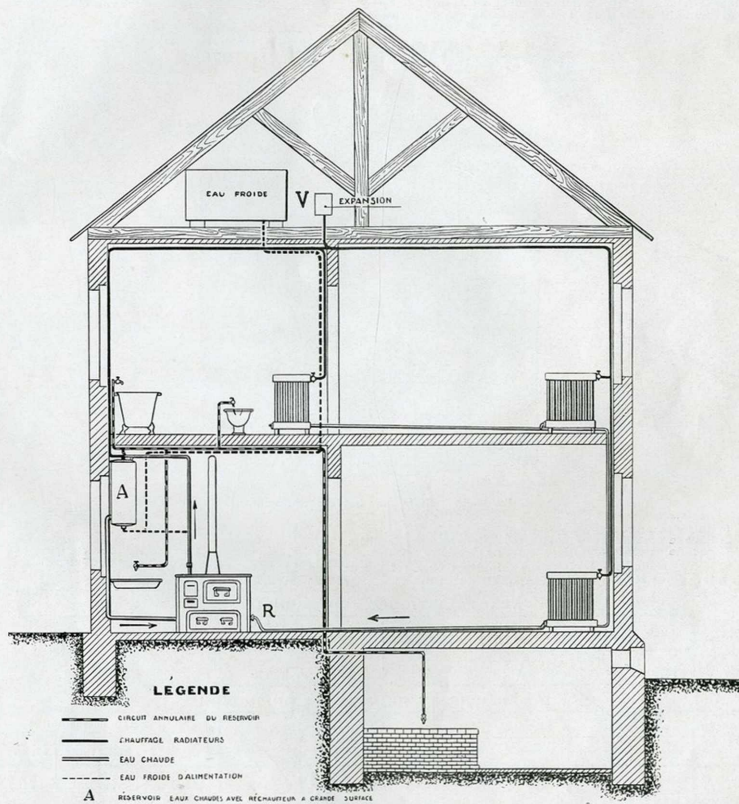 EAU FROIDE
V EXPANSION
A
R
LÉGENDE
CIRCUIT ANNULAIRE DU RESERVOIR
CHAUFFAGE RADIATEURS
EAU CHAUDE
EAU FROIDE D'ALIMENTATION
A RESERVOIR EAUX CHAUDES AVEC RÉCHAUFFEUR A GRANDE SURFACE